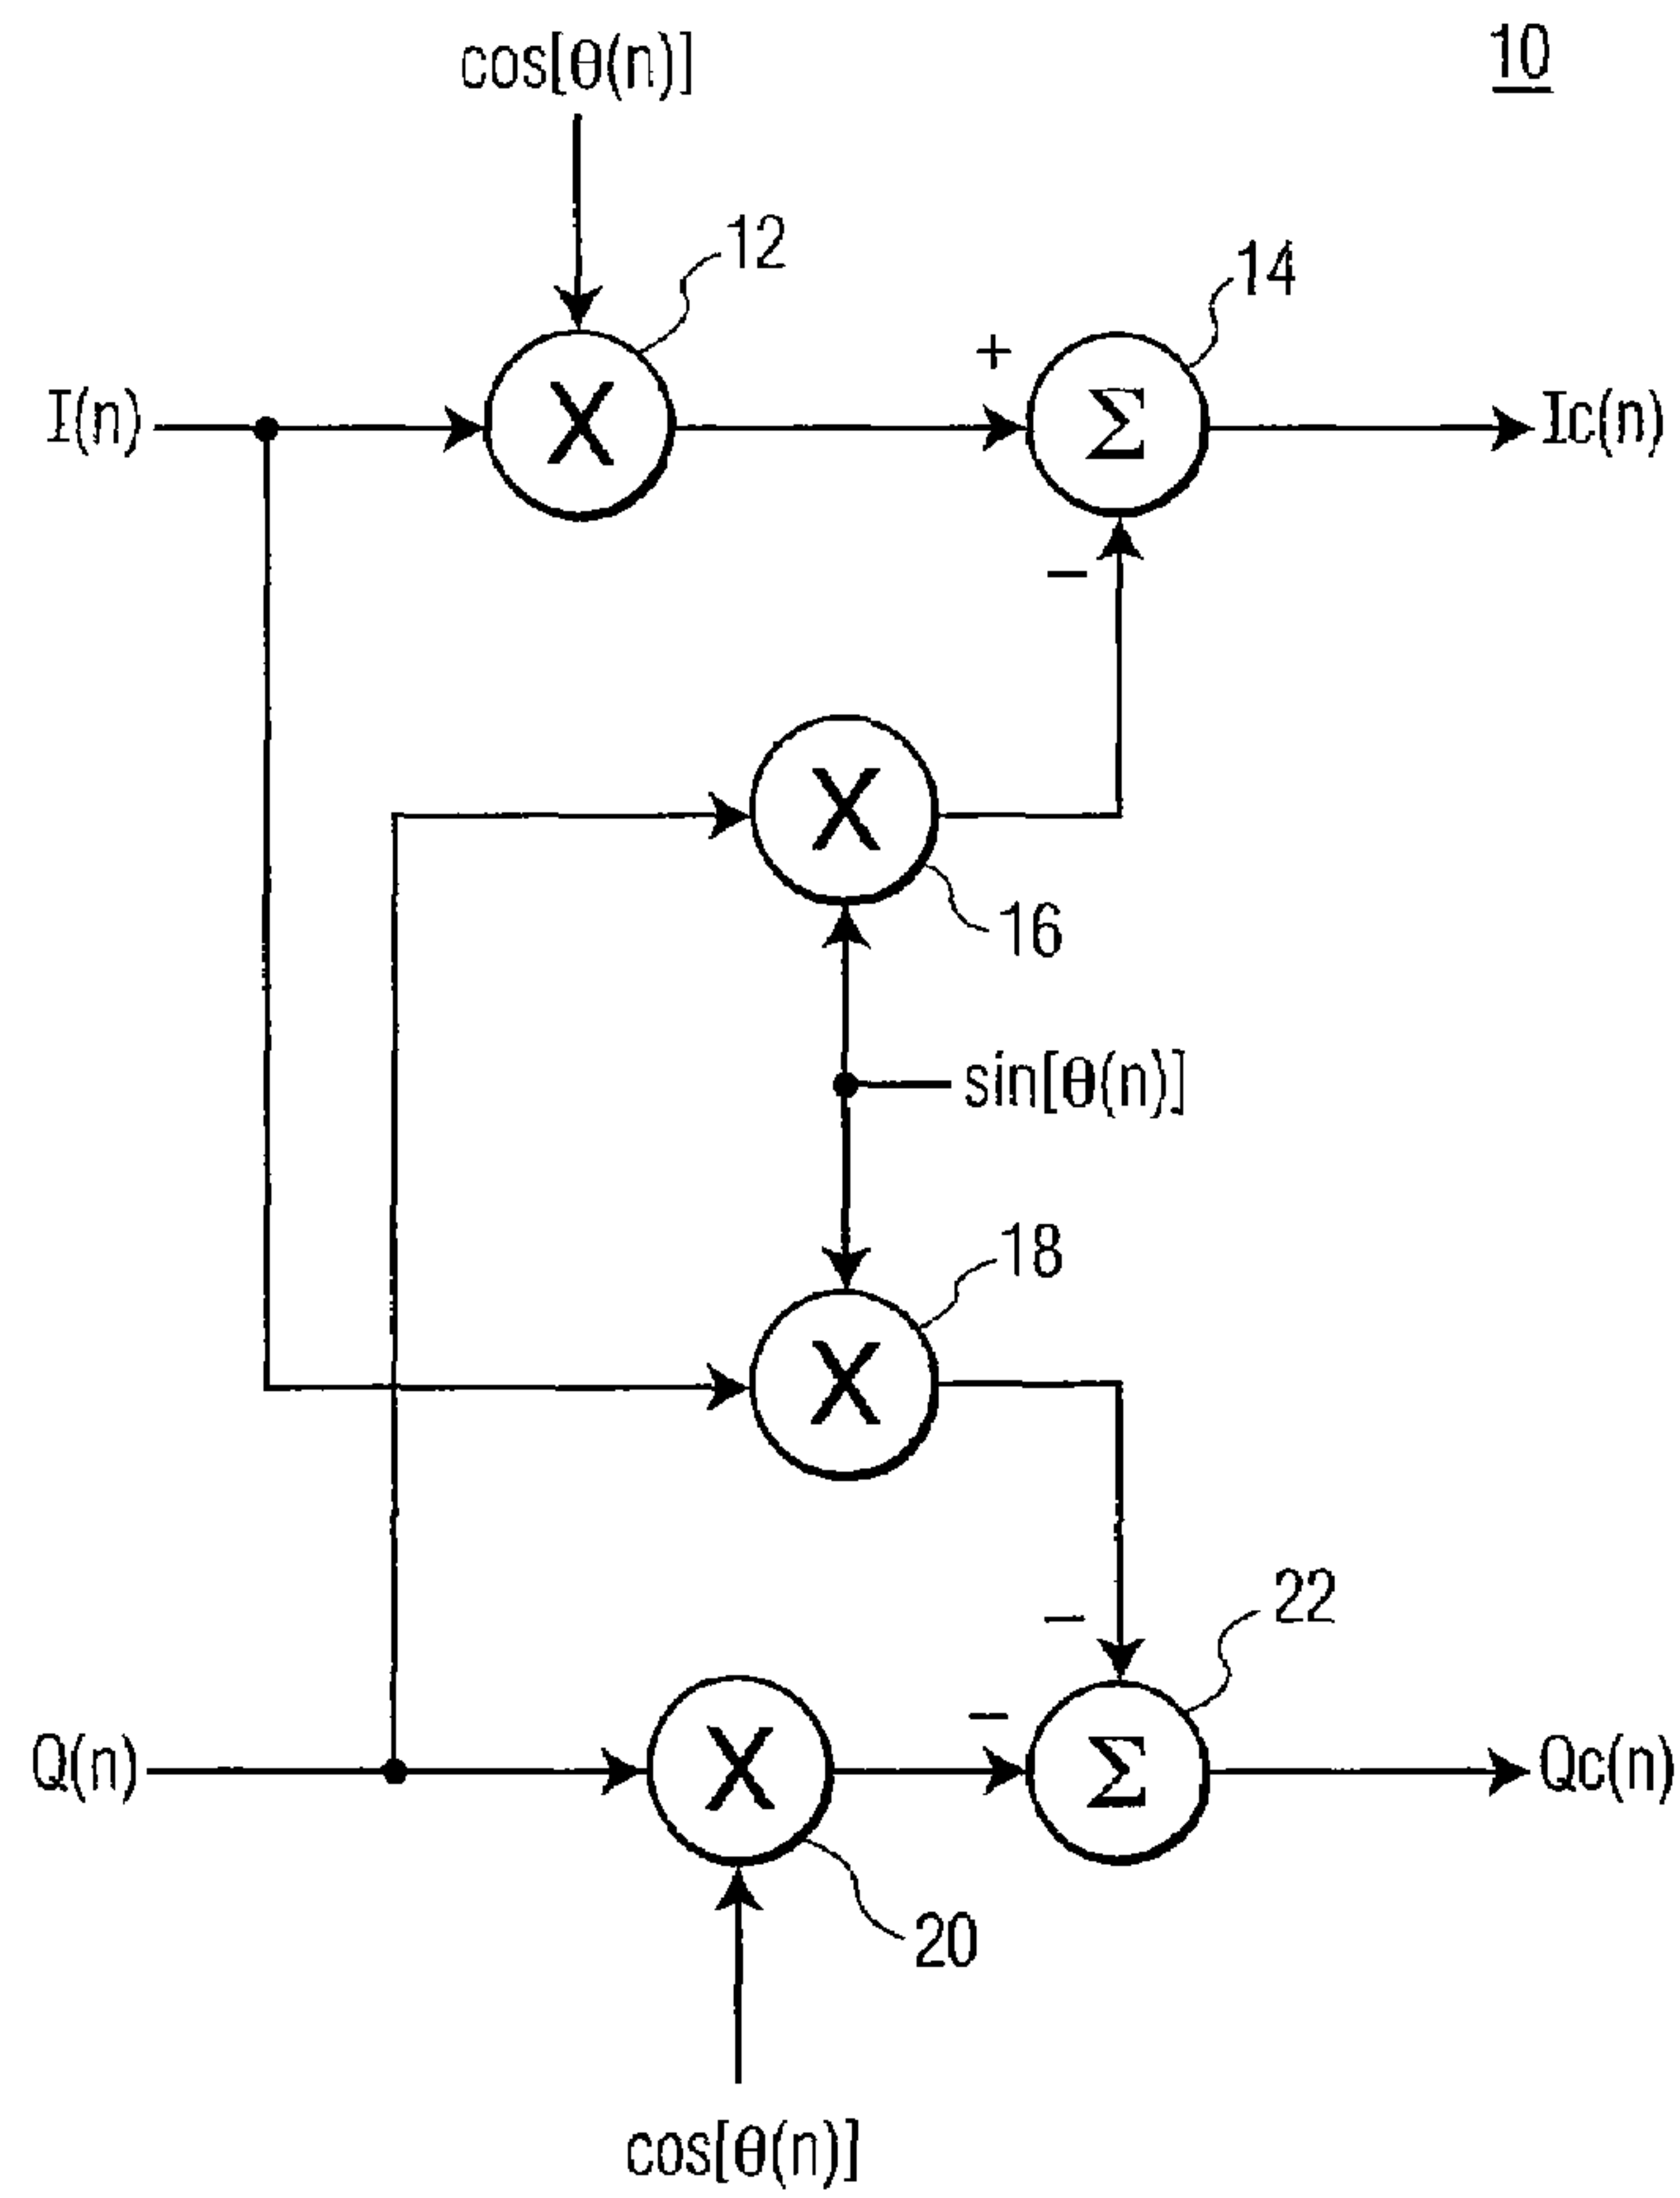 cos[θ(n)]
10
12
14
+
I(n)
X
Σ
Ic(n)
−
X
16
sin[θ(n)]
18
X
22
−
−
Q(n)
X
Σ
Qc(n)
20
cos[θ(n)]